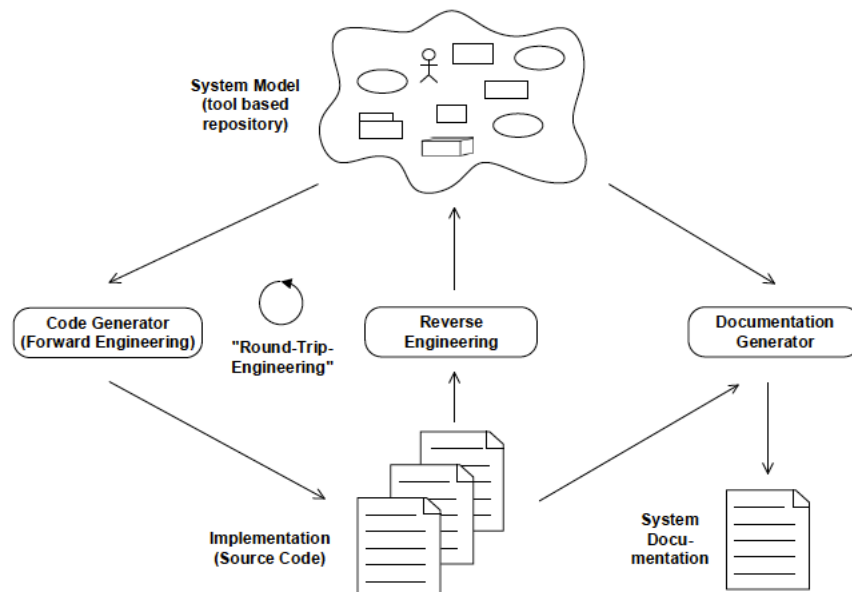 System Model
(tool based
repository)
Code Generator
(Forward Engineering)
"Round-Trip-
Engineering"
Reverse
Engineering
Documentation
Generator
Implementation
(Source Code)
System
Docu-
mentation